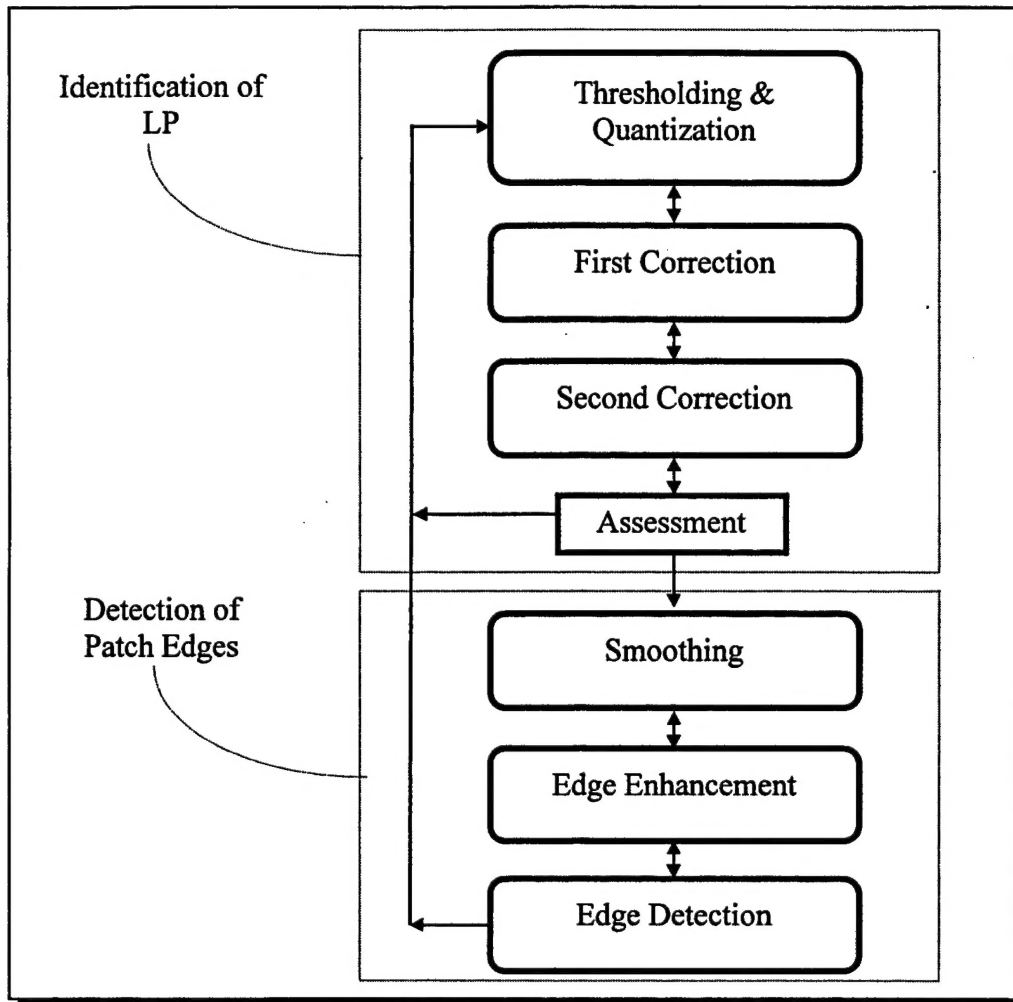 Identification of
LP
Thresholding &
Quantization
First Correction
Second Correction
Assessment
Detection of
Patch Edges
Smoothing
Edge Enhancement
Edge Detection